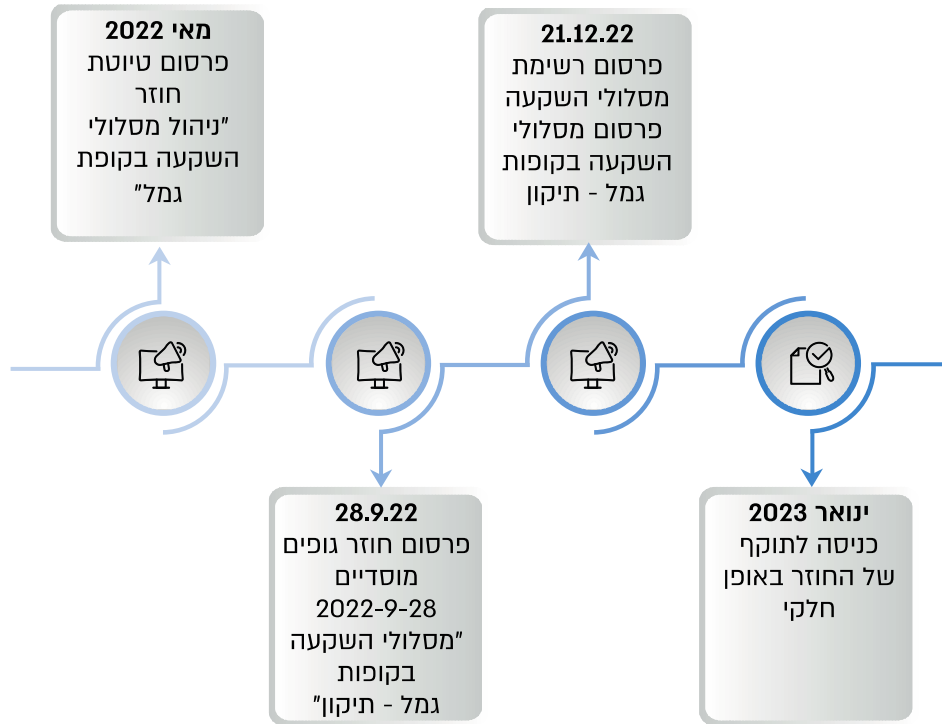 מאי 2022
פרסום טיוטת
חוזר
"ניהול מסלולי
השקעה בקופת
גמל"
28.9.22
פרסום חוזר גופים
מוסדיים
2022-9-28
"מסלולי השקעה
בקופות
גמל - תיקון"
21.12.22
פרסום רשימת
מסלולי השקעה
פרסום מסלולי
השקעה בקופות
גמל - תיקון
ינואר 2023
כניסה לתוקף
של החוזר באופן
חלקי